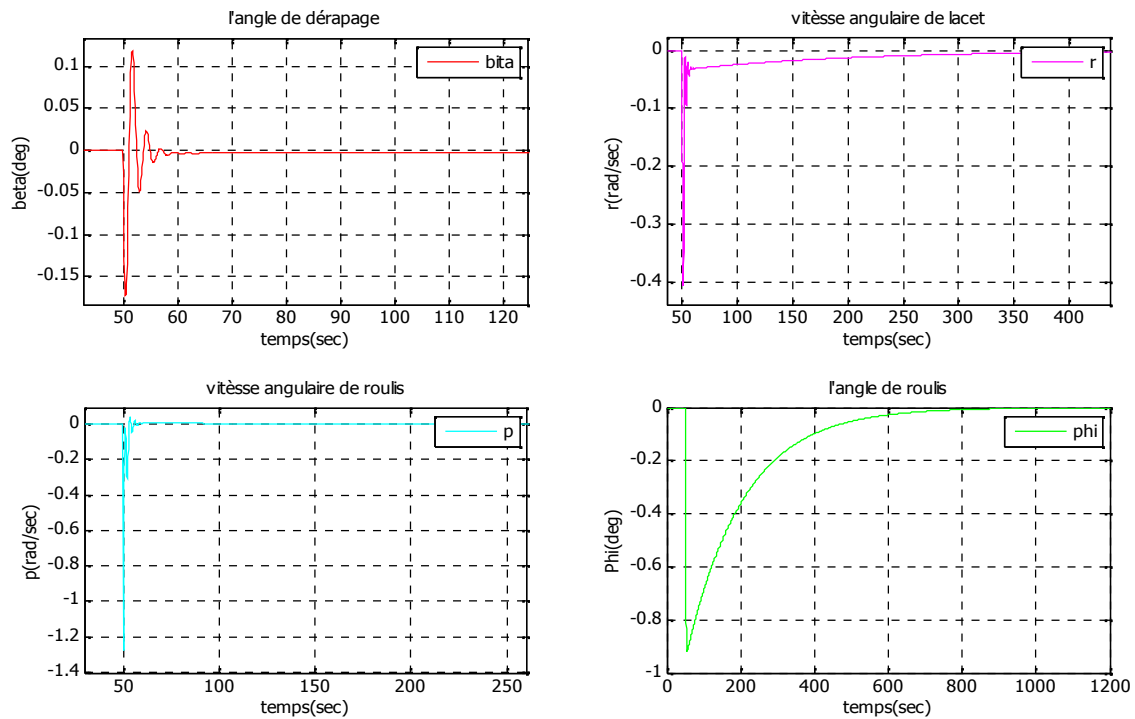 l'angle de dérapage
0.1
0.05
0
-0.05
-0.1
-0.15
beta(deg)
bita
50 60 70 80 90 100 110 120
temps(sec)
vitèsse angulaire de lacet
0
-0.1
-0.2
-0.3
-0.4
r(rad/sec)
r
50 100 150 200 250 300 350 400
temps(sec)
vitèsse angulaire de roulis
0
-0.2
-0.4
-0.6
-0.8
-1
-1.2
-1.4
p(rad/sec)
p
50 100 150 200 250
temps(sec)
l'angle de roulis
0
-0.2
-0.4
-0.6
-0.8
-1
Phi(deg)
phi
0 200 400 600 800 1000 1200
temps(sec)